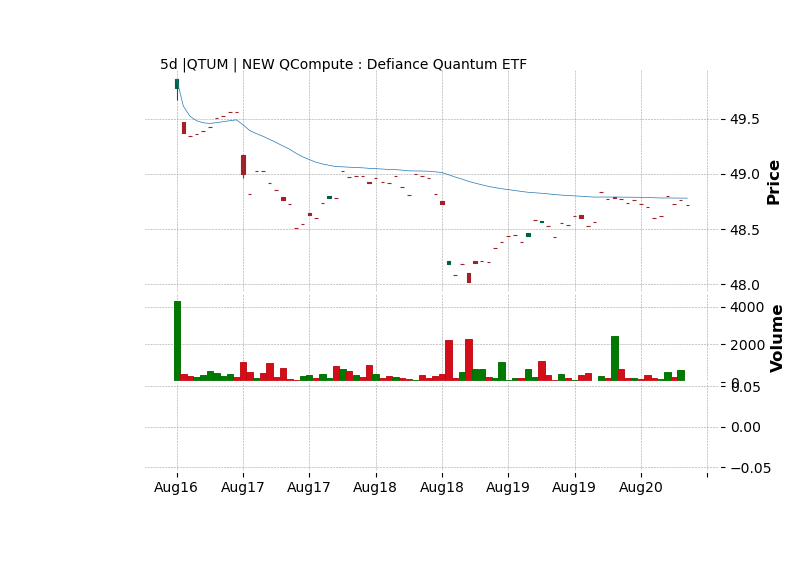 5d |QTUM | NEW QCompute : Defiance Quantum ETF
49.5
49.0
48.5
48.0
Price
4000
2000
0
Volume
0.05
0.00
−0.05
Aug16 Aug17 Aug17 Aug18 Aug18 Aug19 Aug19 Aug20